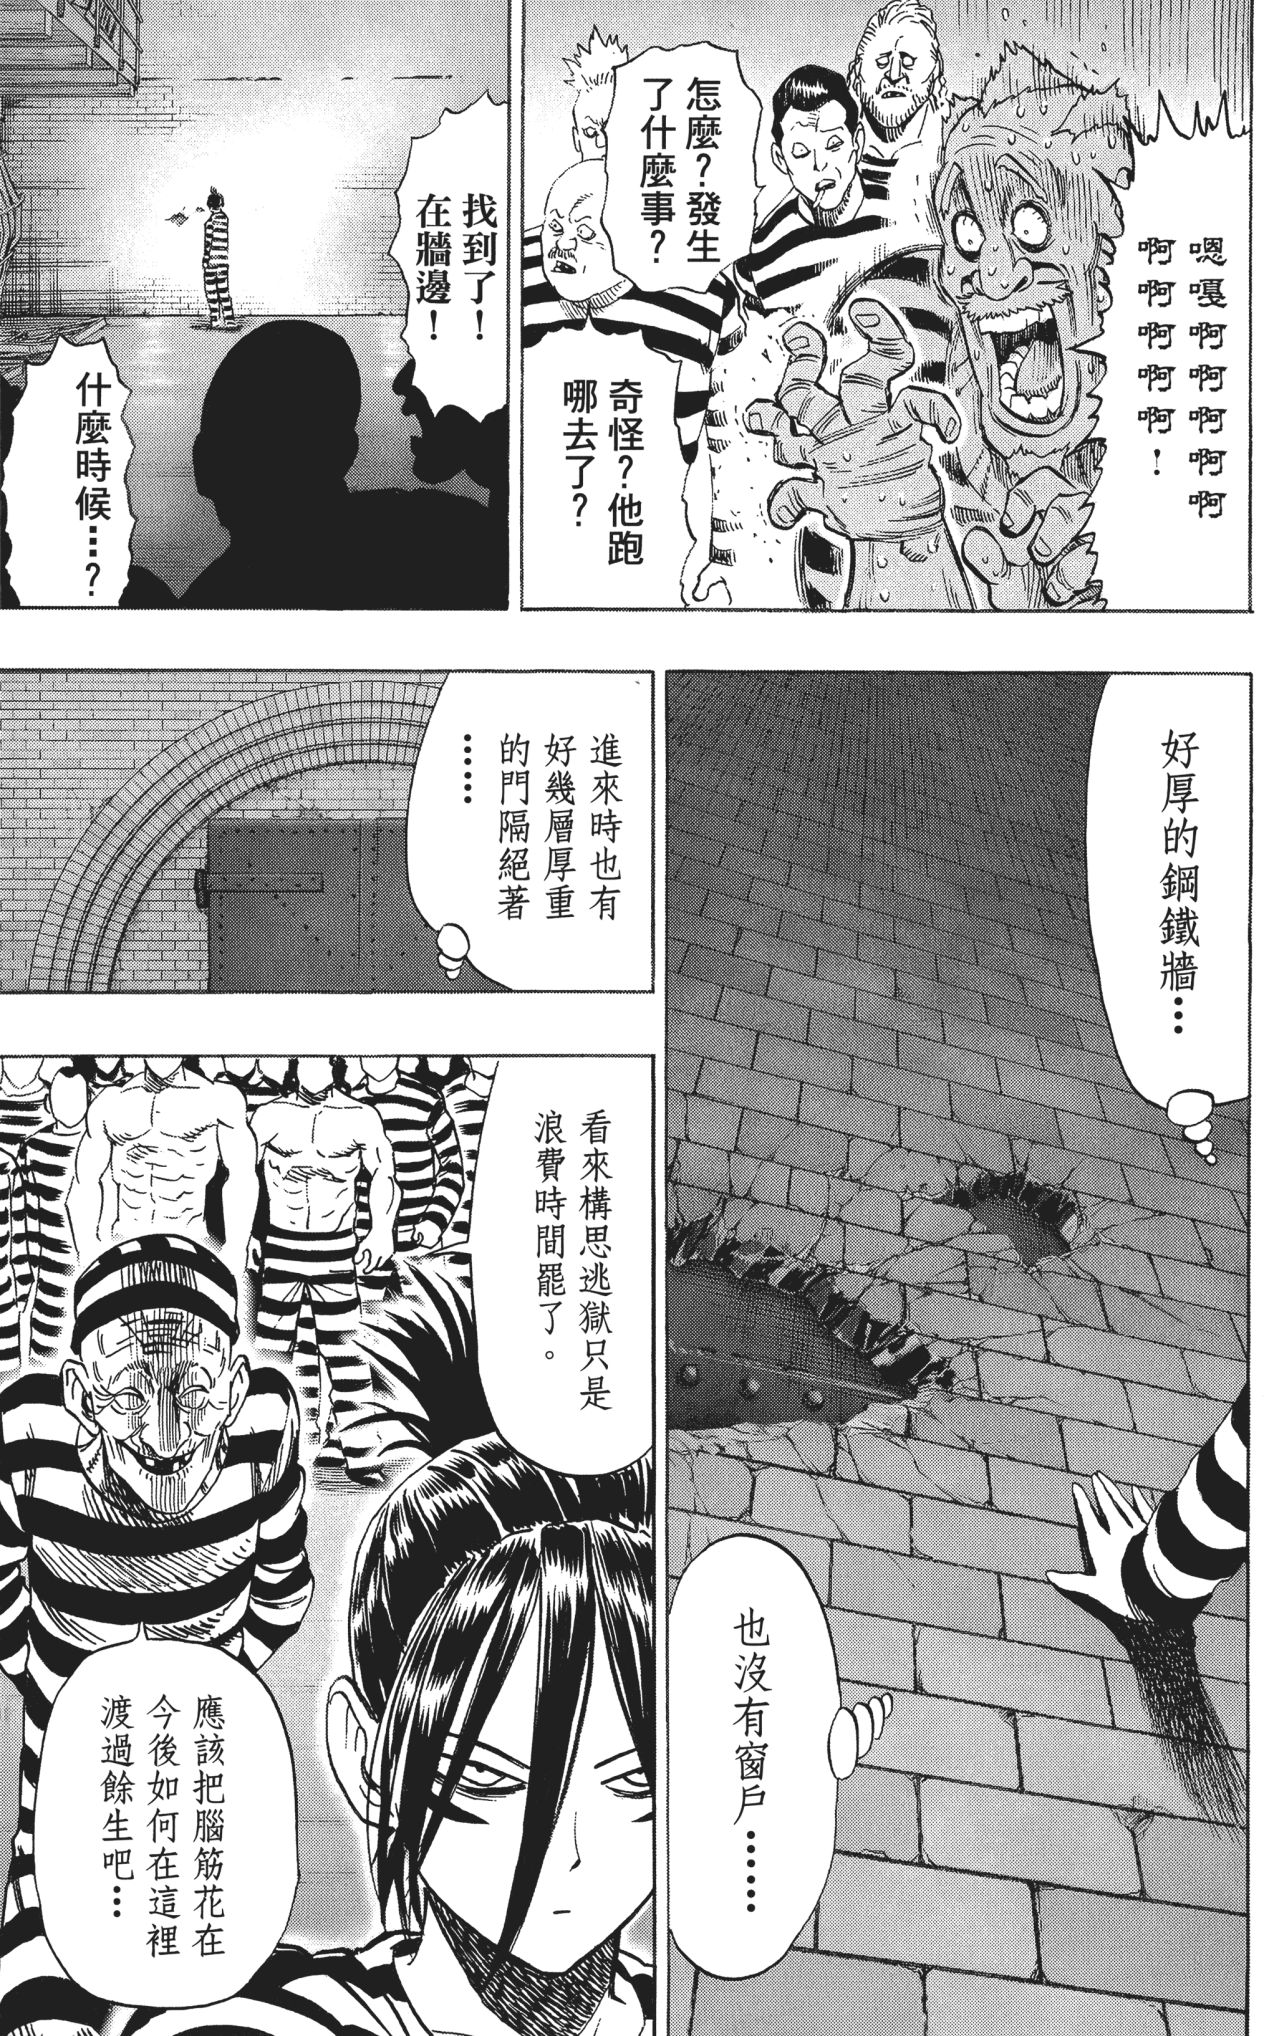 嗯嘎啊啊啊啊啊
啊啊啊啊啊！
怎麼？發生
了什麼事？
奇怪？他跑
哪去了？
找到了！
在牆邊！
什麼時候……？
好厚的鋼鐵牆…
也沒有窗戶……
進來時也有
好幾層厚重
的門隔絕著
……
看來構思逃獄只是
浪費時間罷了。
應該把腦筋花在
今後如何在這裡
渡過餘生吧…